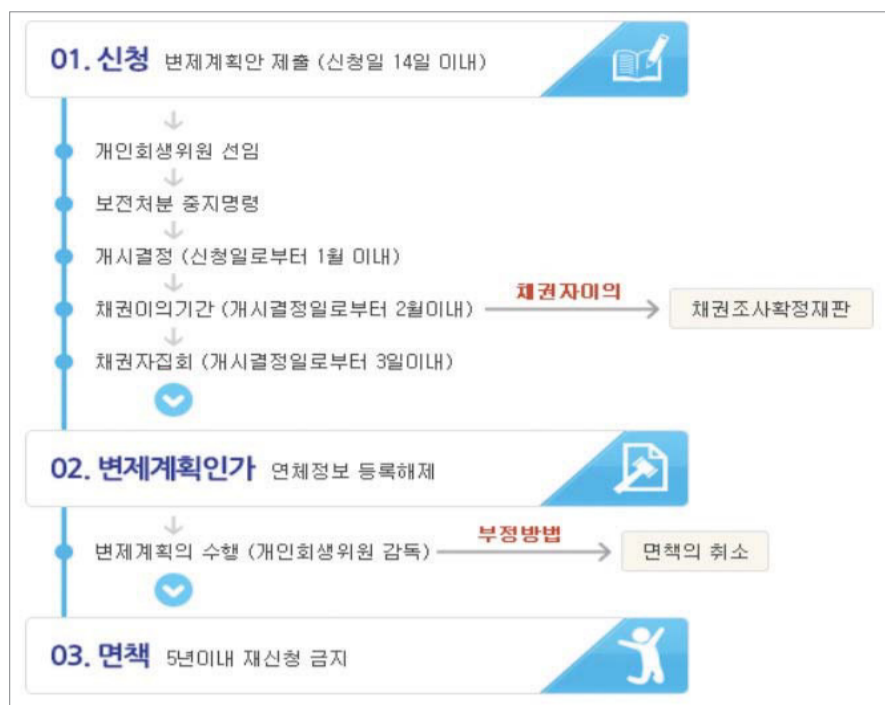 01. 신청 변제계획안 제출 (신청일 14일 이내)
개인회생위원 선임
보전처분 중지명령
개시결정 (신청일로부터 1월 이내)
채권이의기간 (개시결정일로부터 2월이내) 채권자이의 채권조사확정재판
채권자집회 (개시결정일로부터 3일이내)
02. 변제계획인가 연체정보 등록해제
변제계획의 수행 (개인회생위원 감독) 부정방법 면책의 취소
03. 면책 5년이내 재신청 금지